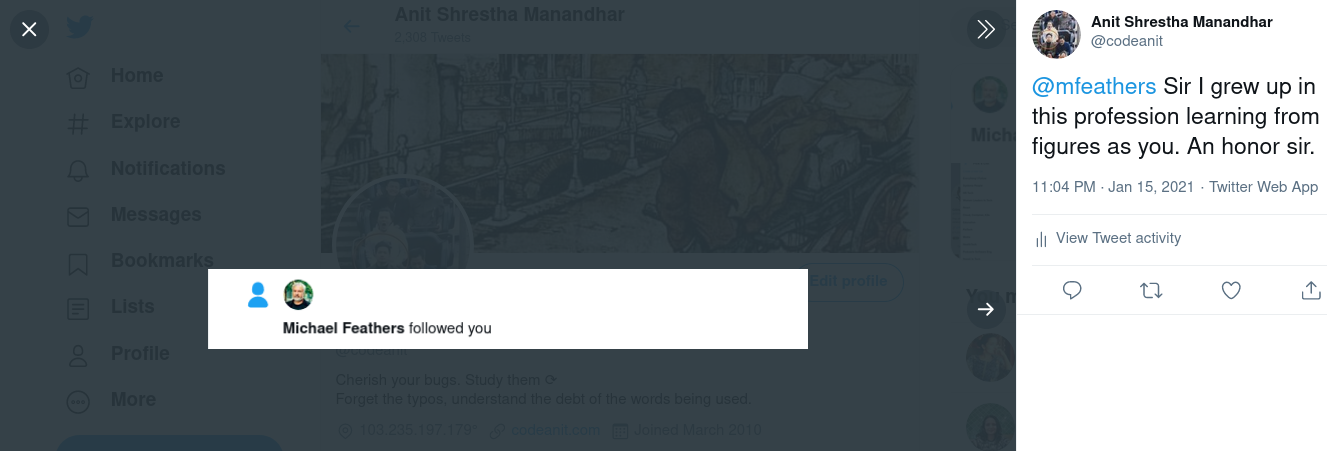 Anit Shrestha Manandhar
2,388 Tweets
Home
Explore
Notifications
Messages
Bookmarks
Lists
Profile
More
Edit profile
Michael Feathers followed you
@codeanit
Cherish your bugs. Study them ⟳
Forget the typos, understand the debt of the words being used.
103.235.197.179° codeanit.com Joined March 2010
Micha
You m
Anit Shrestha Manandhar
@codeanit
@mfeathers Sir I grew up in
this profession learning from
figures as you. An honor sir.
11:04 PM · Jan 15, 2021 · Twitter Web App
View Tweet activity